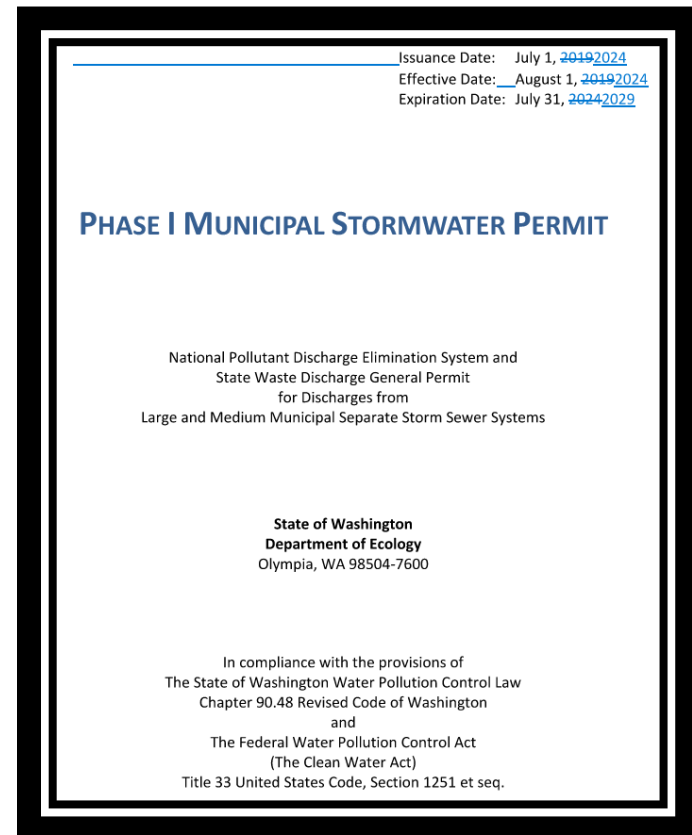 Issuance Date: July 1, 20192024
Effective Date: August 1, 20192024
Expiration Date: July 31, 20242029
PHASE I MUNICIPAL STORMWATER PERMIT
National Pollutant Discharge Elimination System and
State Waste Discharge General Permit
for Discharges from
Large and Medium Municipal Separate Storm Sewer Systems
State of Washington
Department of Ecology
Olympia, WA 98504-7600
In compliance with the provisions of
The State of Washington Water Pollution Control Law
Chapter 90.48 Revised Code of Washington
and
The Federal Water Pollution Control Act
(The Clean Water Act)
Title 33 United States Code, Section 1251 et seq.